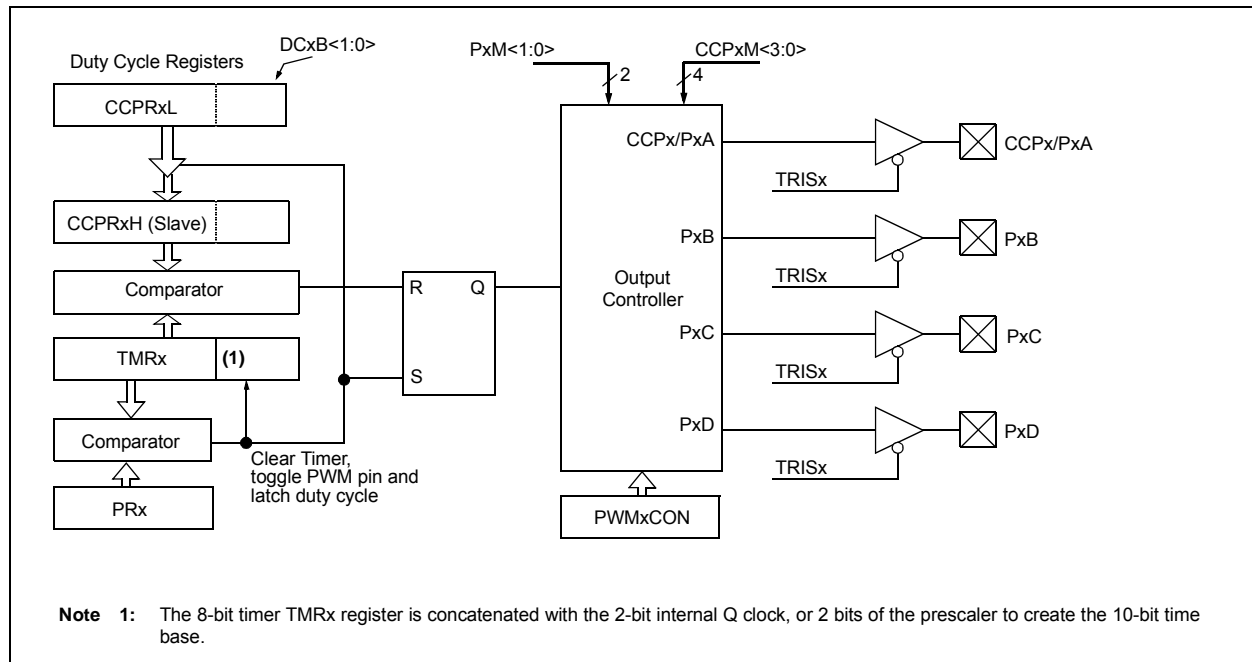 DCxB<1:0>
Duty Cycle Registers
CCPRxL
PxM<1:0>
2
CCPxM<3:0>
4
CCPRxH (Slave)
Comparator
TMRx
(1)
Comparator
Clear Timer,
toggle PWM pin and
latch duty cycle
PRx
R
Q
S
Output
Controller
CCPx/PxA
PxB
PxC
PxD
PWMxCON
TRISx
CCPx/PxA
TRISx
PxB
TRISx
PxC
TRISx
PxD
Note 1: The 8-bit timer TMRx register is concatenated with the 2-bit internal Q clock, or 2 bits of the prescaler to create the 10-bit time
base.